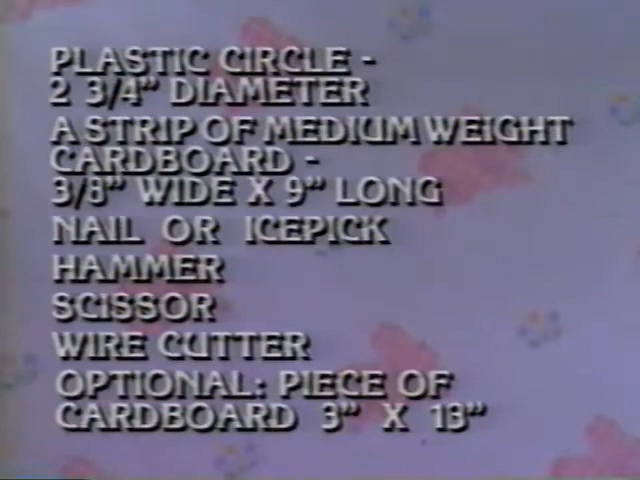 PLASTIC CIRCLE -
2 3/4” DIAMETER
A STRIP OF MEDIUM WEIGHT
CARDBOARD -
3/8” WIDE X 9” LONG
NAIL OR ICEPICK
HAMMER
SCISSOR
WIRE CUTTER
OPTIONAL: PIECE OF
CARDBOARD 3” X 13”